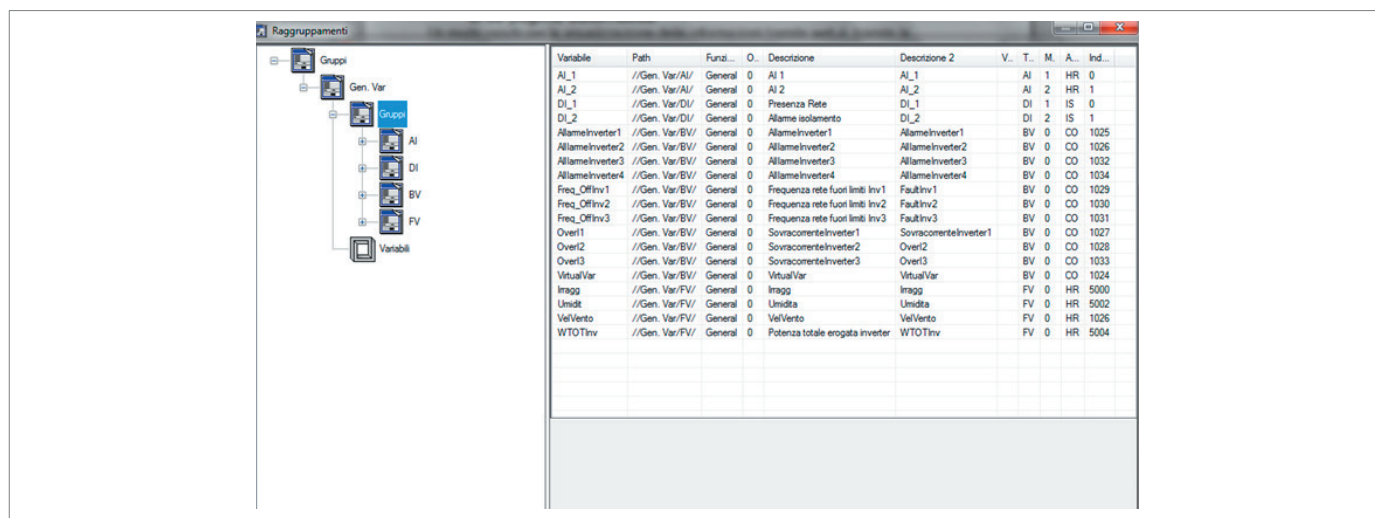 Raggruppamenti
Gruppi
Gen. Var
Gruppi
AI
DI
BV
FV
Variabili
Variabile Path Funzi... O.. Descrizione Descrizione 2 V.. T.. M. A... Ind...
AI_1 //Gen. Var/AI/ General 0 AI 1 AI_1 AI 1 HR 0
AI_2 //Gen. Var/AI/ General 0 AI 2 AI_2 AI 2 HR 1
DI_1 //Gen. Var/DI/ General 0 Presenza Rete DI_1 DI 1 IS 0
DI_2 //Gen. Var/DI/ General 0 Allarme isolamento DI_2 DI 2 IS 1
AllarmeInverter1 //Gen. Var/BV/ General 0 AllarmeInverter1 AllarmeInverter1 BV 0 CO 1025
AlllarmeInverter2 //Gen. Var/BV/ General 0 AlllarmeInverter2 AlllarmeInverter2 BV 0 CO 1026
AlllarmeInverter3 //Gen. Var/BV/ General 0 AlllarmeInverter3 AlllarmeInverter3 BV 0 CO 1032
AlllarmeInverter4 //Gen. Var/BV/ General 0 AlllarmeInverter4 AlllarmeInverter4 BV 0 CO 1034
Freq_OffInv1 //Gen. Var/BV/ General 0 Frequenza rete fuori limiti Inv1 FaultInv1 BV 0 CO 1029
Freq_OffInv2 //Gen. Var/BV/ General 0 Frequenza rete fuori limiti Inv2 FaultInv2 BV 0 CO 1030
Freq_OffInv3 //Gen. Var/BV/ General 0 Frequenza rete fuori limiti Inv3 FaultInv3 BV 0 CO 1031
OverI1 //Gen. Var/BV/ General 0 SovracorrenteInverter1 SovracorrenteInverter1 BV 0 CO 1027
OverI2 //Gen. Var/BV/ General 0 SovracorrenteInverter2 OverI2 BV 0 CO 1028
OverI3 //Gen. Var/BV/ General 0 SovracorrenteInverter3 OverI3 BV 0 CO 1033
VirtualVar //Gen. Var/BV/ General 0 VirtualVar VirtualVar BV 0 CO 1024
Irragg //Gen. Var/FV/ General 0 Irragg Irragg FV 0 HR 5000
Umidit //Gen. Var/FV/ General 0 Umidita Umidita FV 0 HR 5002
VelVento //Gen. Var/FV/ General 0 VelVento VelVento FV 0 HR 1026
WTOTInv //Gen. Var/FV/ General 0 Potenza totale erogata inverter WTOTInv FV 0 HR 5004